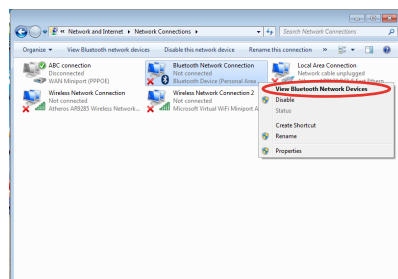 « Network and Internet ▸ Network Connections ▸
Search Network Connections
Organize ▾ View Bluetooth network devices Disable this network device Rename this connection »
ABC connection
Disconnected
WAN Miniport (PPPOE)
Bluetooth Network Connection
Not connected
Bluetooth Device (Personal Area
Local Area Connection
Network cable unplugged
Wireless Network Connection
Not connected
Atheros AR9285 Wireless Network...
Wireless Network Connection 2
Not connected
Microsoft Virtual WiFi Miniport A
View Bluetooth Network Devices
Disable
Status
Create Shortcut
Rename
Properties